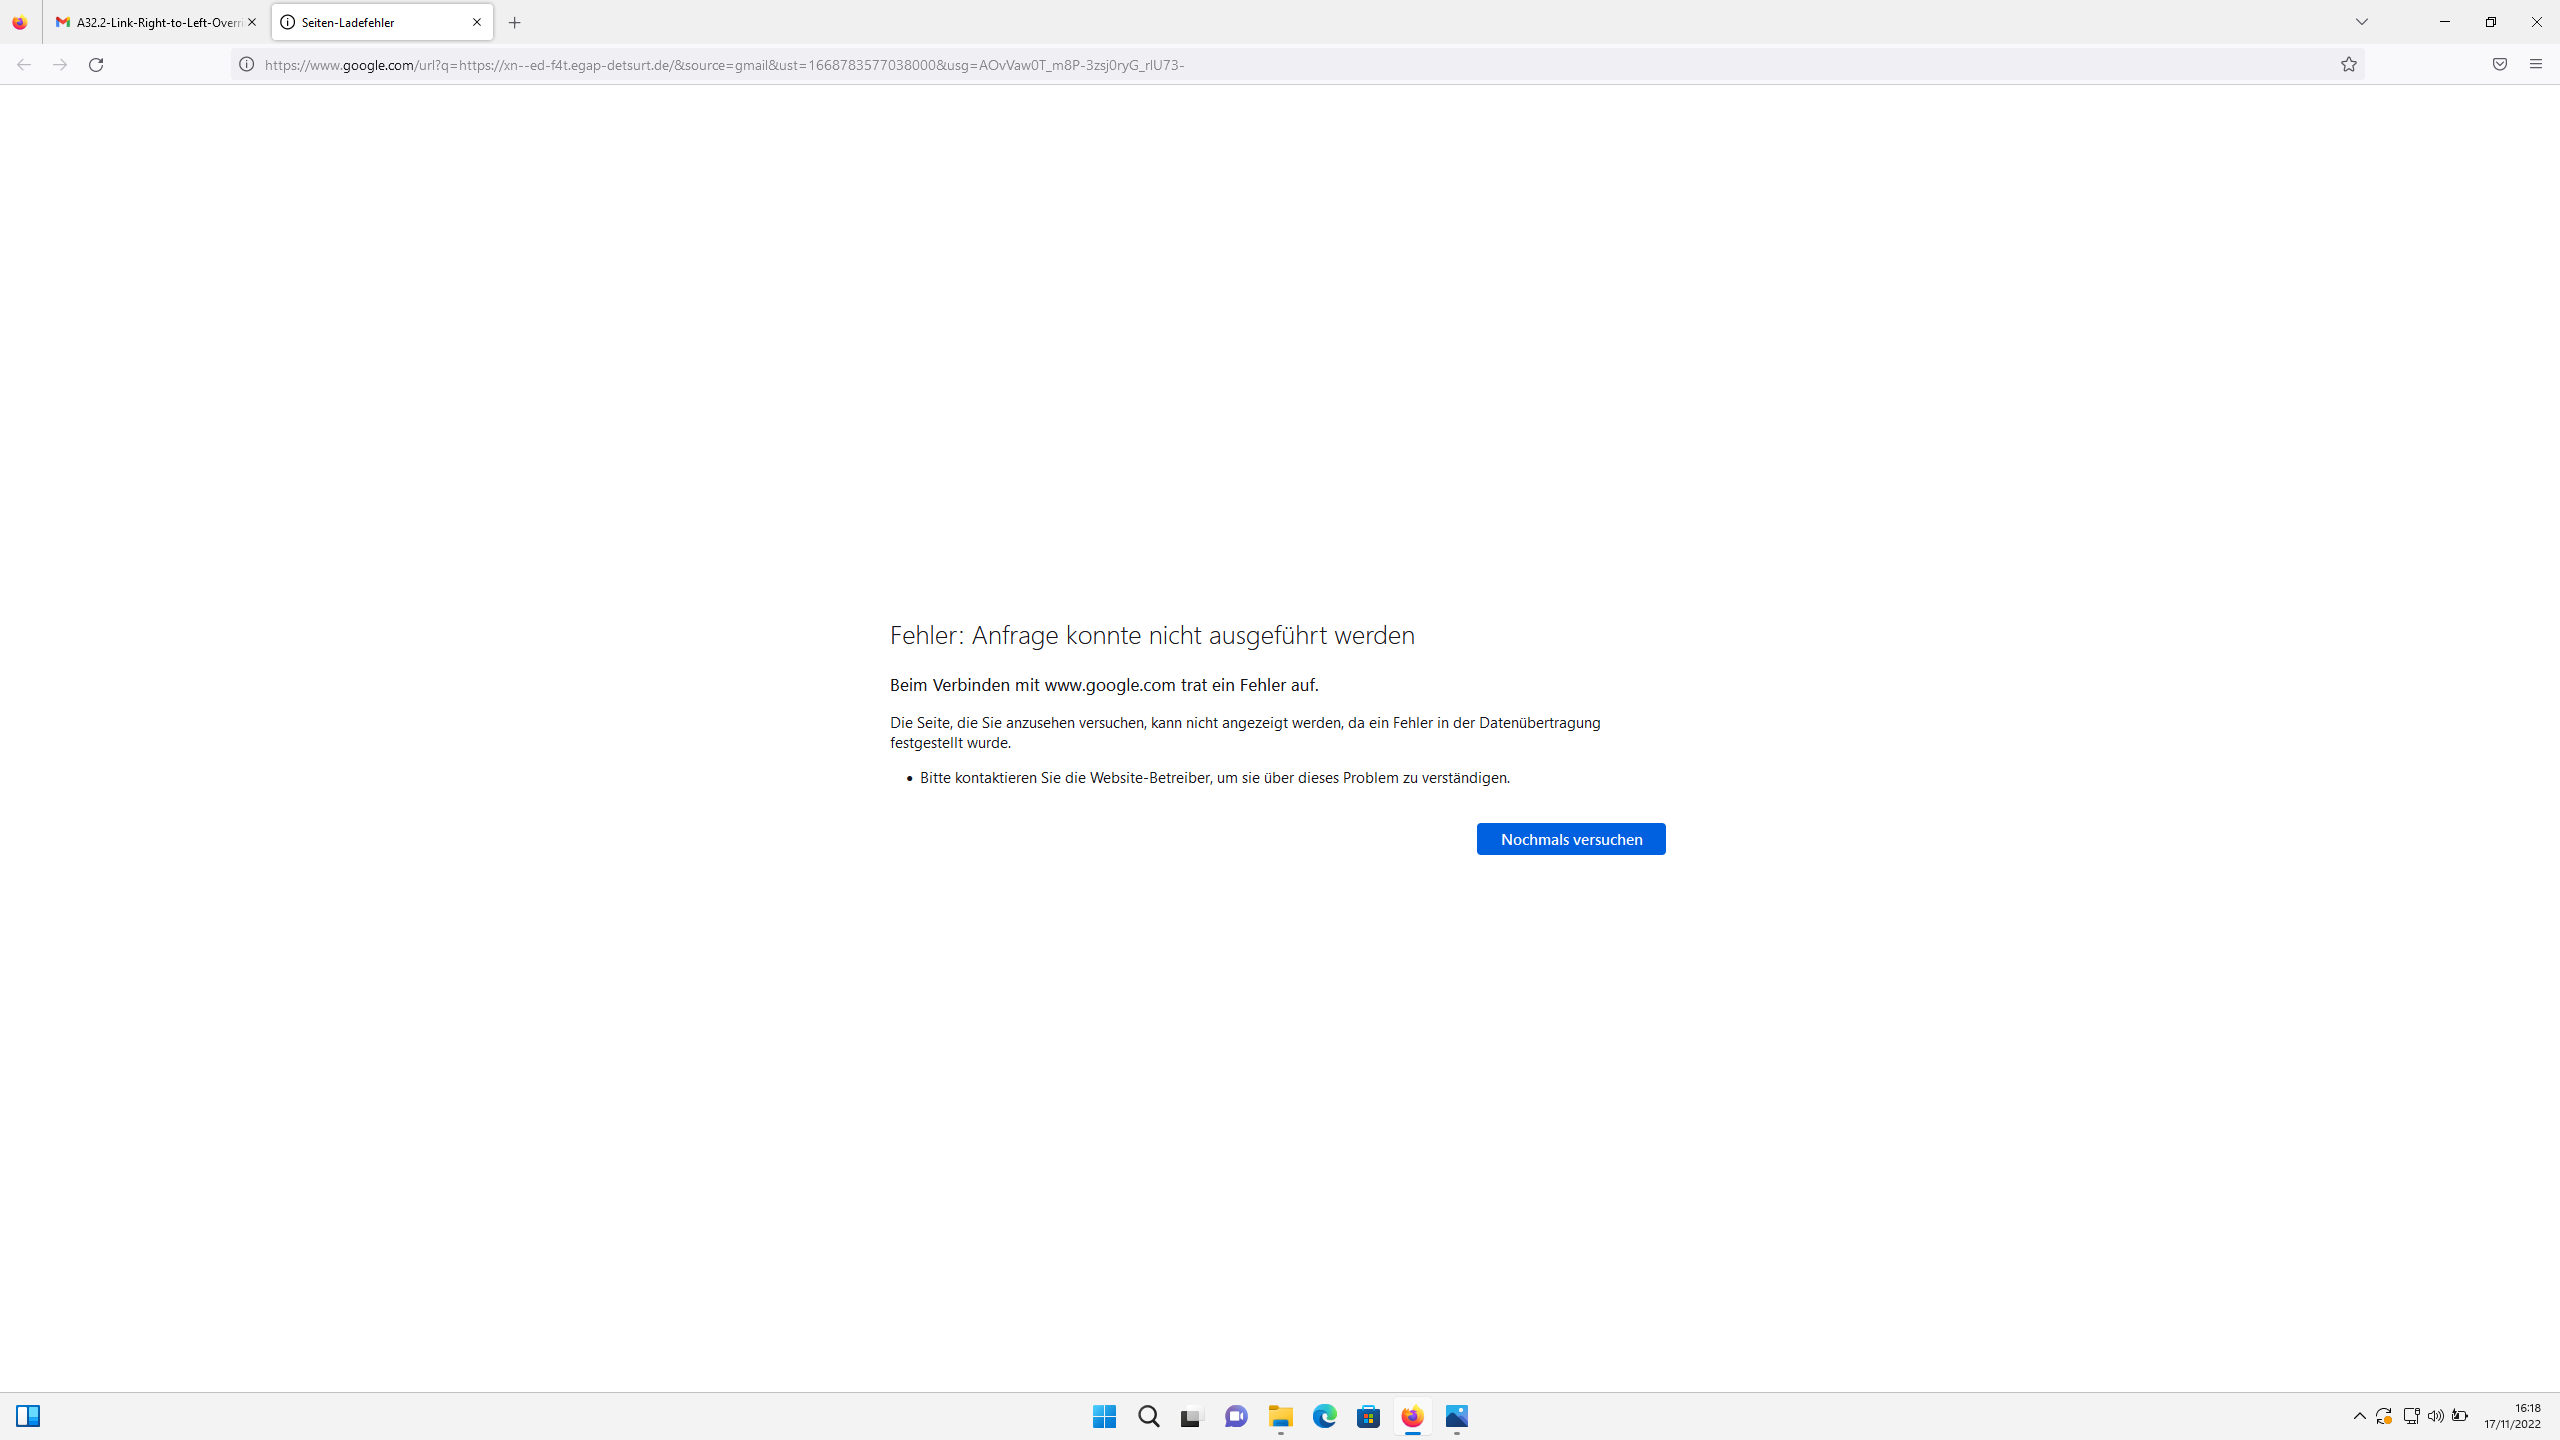 A32.2-Link-Right-to-Left-Overri
Seiten-Ladefehler
https://www.google.com/url?q=https://xn--ed-f4t.egap-detsurt.de/&source=gmail&ust=1668783577038000&usg=AOvVaw0T_m8P-3zsj0ryG_rlU73-
Fehler: Anfrage konnte nicht ausgeführt werden
Beim Verbinden mit www.google.com trat ein Fehler auf.
Die Seite, die Sie anzusehen versuchen, kann nicht angezeigt werden, da ein Fehler in der Datenübertragung
festgestellt wurde.
• Bitte kontaktieren Sie die Website-Betreiber, um sie über dieses Problem zu verständigen.
Nochmals versuchen
16:18
17/11/2022